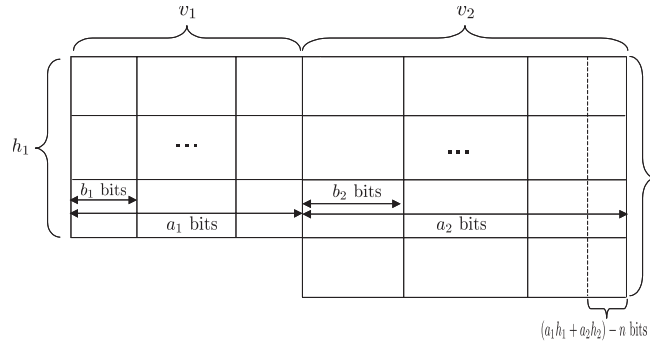 v₁ v₂
h₁
b₁ bits b₂ bits
a₁ bits a₂ bits
(a₁h₁ + a₂h₂) − n bits